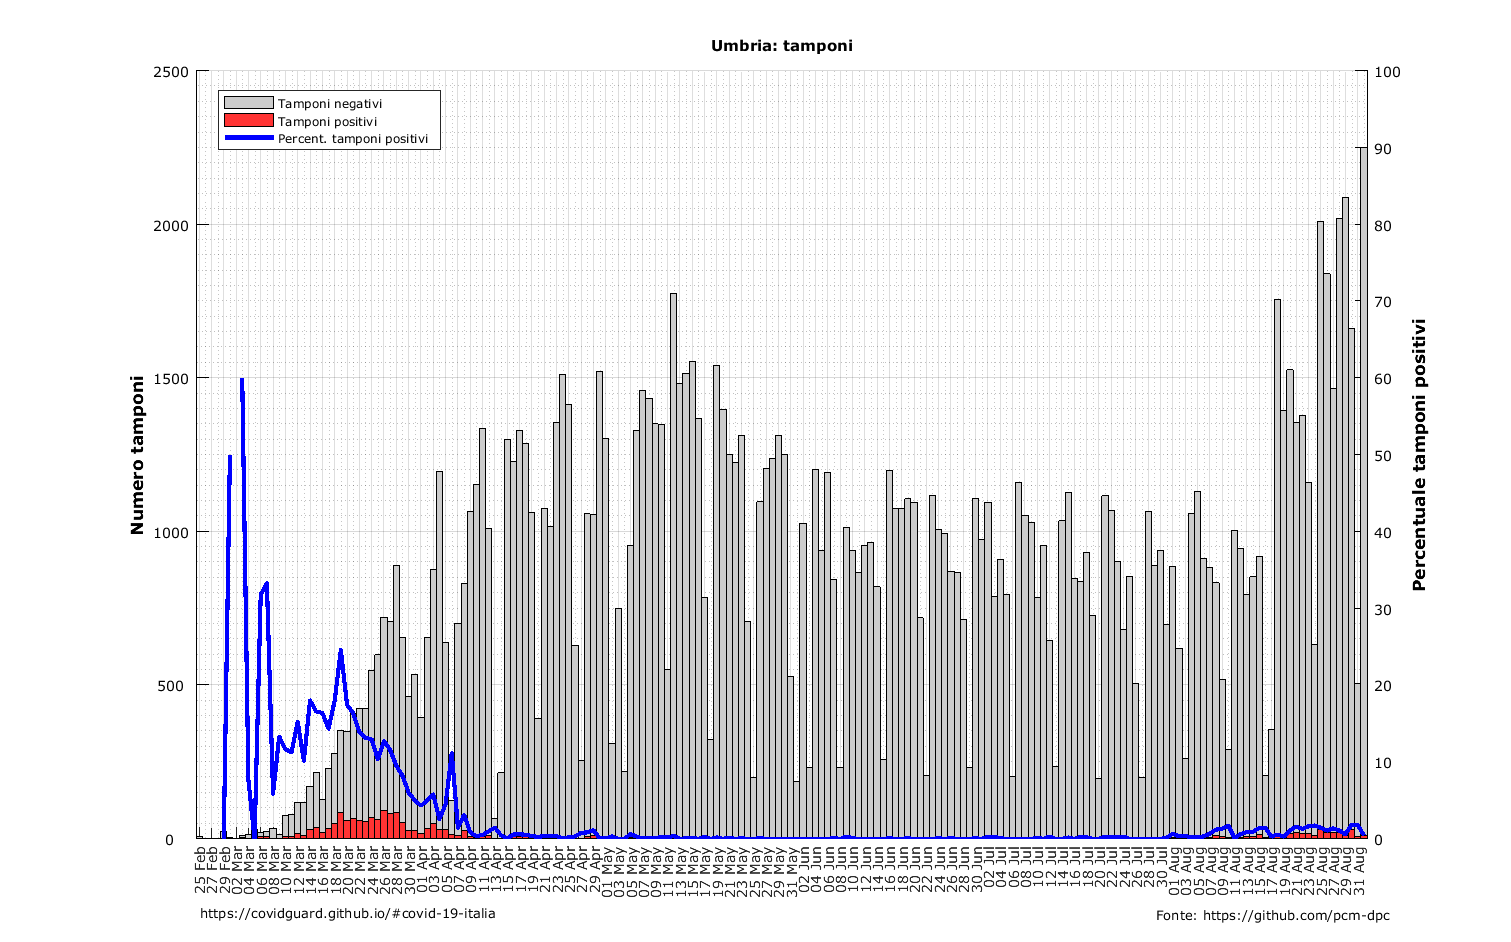 Umbria: tamponi
2500
2000
1500
1000
500
0
100
90
80
70
60
50
40
30
20
10
0
Numero tamponi
Percentuale tamponi positivi
Tamponi negativi
Tamponi positivi
Percent. tamponi positivi
25 Feb
27 Feb
29 Feb
02 Mar
04 Mar
06 Mar
08 Mar
10 Mar
12 Mar
14 Mar
16 Mar
18 Mar
20 Mar
22 Mar
24 Mar
26 Mar
28 Mar
30 Mar
01 Apr
03 Apr
05 Apr
07 Apr
09 Apr
11 Apr
13 Apr
15 Apr
17 Apr
19 Apr
21 Apr
23 Apr
25 Apr
27 Apr
29 Apr
01 May
03 May
05 May
07 May
09 May
11 May
13 May
15 May
17 May
19 May
21 May
23 May
25 May
27 May
29 May
31 May
02 Jun
04 Jun
06 Jun
08 Jun
10 Jun
12 Jun
14 Jun
16 Jun
18 Jun
20 Jun
22 Jun
24 Jun
26 Jun
28 Jun
30 Jun
02 Jul
04 Jul
06 Jul
08 Jul
10 Jul
12 Jul
14 Jul
16 Jul
18 Jul
20 Jul
22 Jul
24 Jul
26 Jul
28 Jul
30 Jul
01 Aug
03 Aug
05 Aug
07 Aug
09 Aug
11 Aug
13 Aug
15 Aug
17 Aug
19 Aug
21 Aug
23 Aug
25 Aug
27 Aug
29 Aug
31 Aug
https://covidguard.github.io/#covid-19-italia
Fonte: https://github.com/pcm-dpc